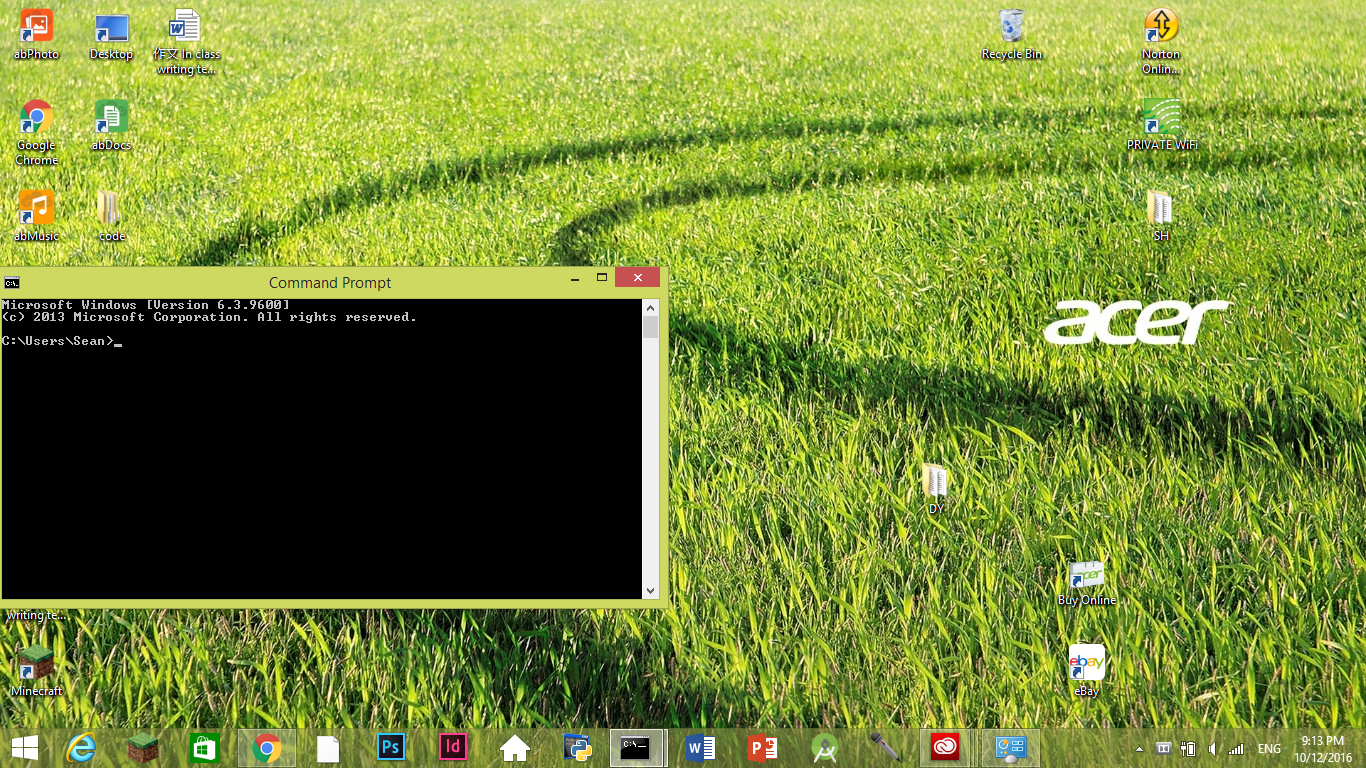 abPhoto
Desktop
作文 In class
writing te...
Recycle Bin
Norton
Onlin...
Google
Chrome
abDocs
PRIVATE WiFi
abMusic
code
SH
Command Prompt
Microsoft Windows [Version 6.3.9600]
(c) 2013 Microsoft Corporation. All rights reserved.
C:\Users\Sean>_
acer
DY
acer
Buy Online
writing te...
Minecraft
ebay
eBay
Ps
Id
C:\_
W
P
ENG
9:13 PM
10/12/2016